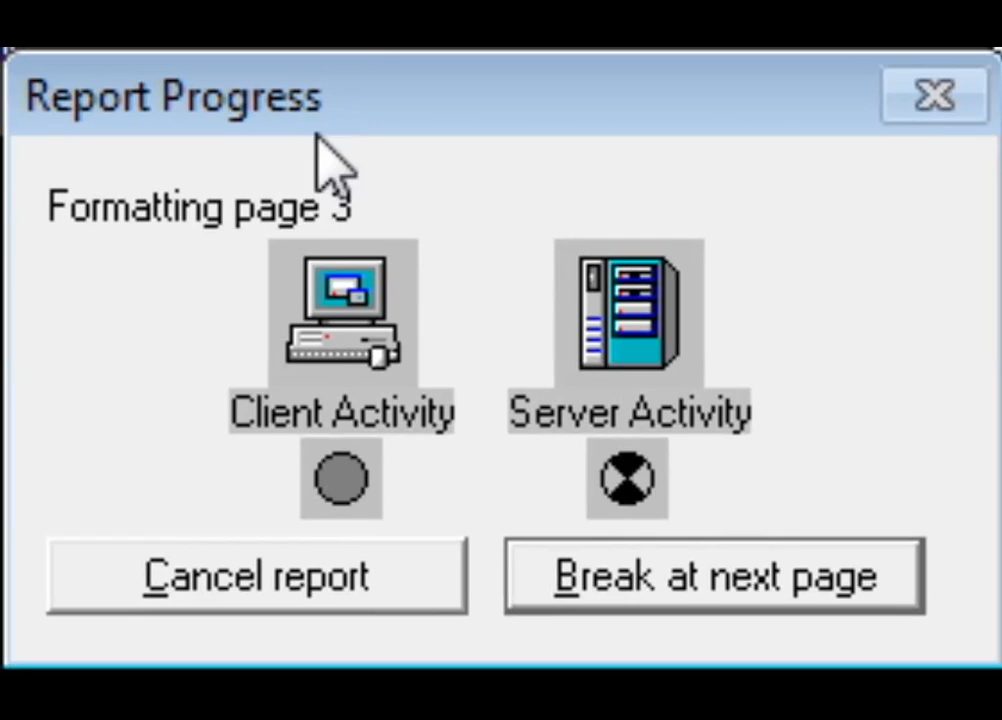 Report Progress
Formatting page 3
Client Activity
Server Activity
Cancel report
Break at next page